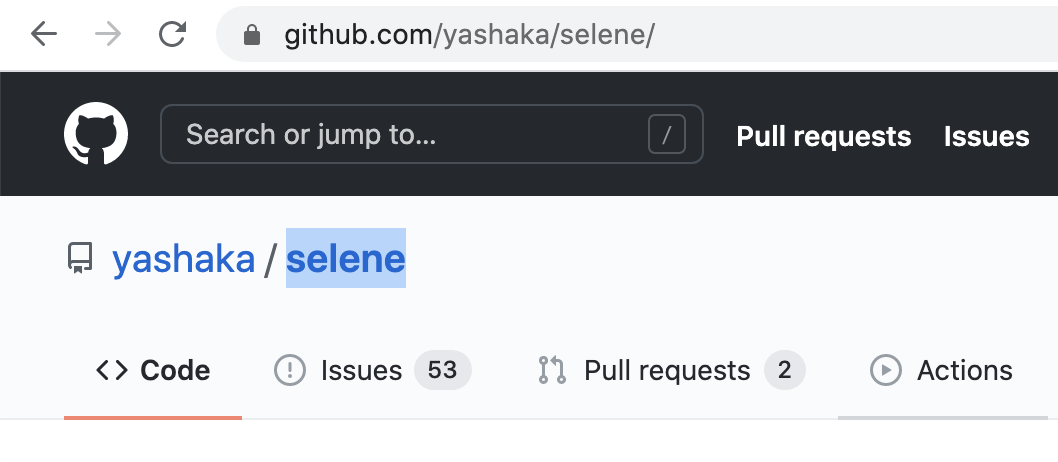 github.com/yashaka/selene/
Search or jump to... / Pull requests Issues
yashaka / selene
<> Code Issues 53 Pull requests 2 Actions